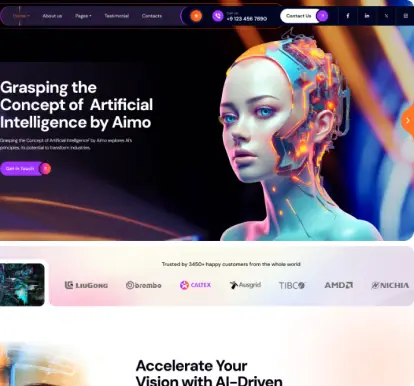 Home
About us
Pages
Testimonial
Contacts
+9 123 456 7890
Contact Us
Grasping the
Concept of Artificial
Intelligence by Aimo
Grasping the Concept of Artificial Intelligence" by Aimo explores AI's
principles, its potential to transform industries.
Get In Touch
Trusted by 3450+ happy customers from the whole world
LIUGONG
brembo
CALTEX
Ausgrid
TIBCO
AMD
NICHIA
Accelerate Your
Vision with AI-Driven